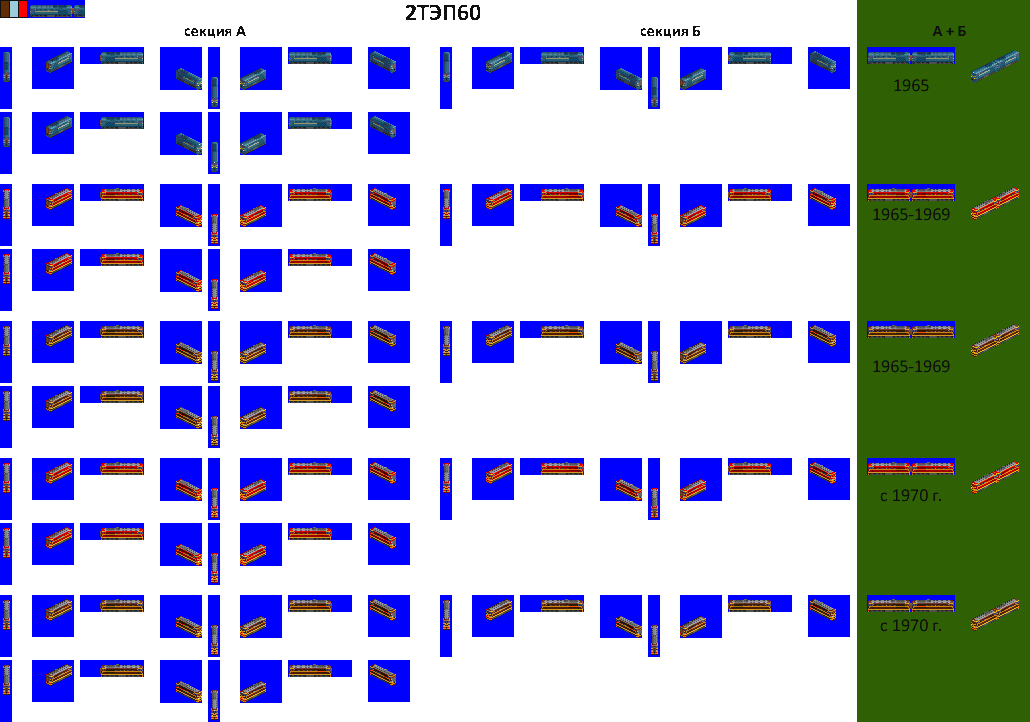 2ТЭП60
секция А
секция Б
А + Б
1965
1965-1969
1965-1969
с 1970 г.
с 1970 г.